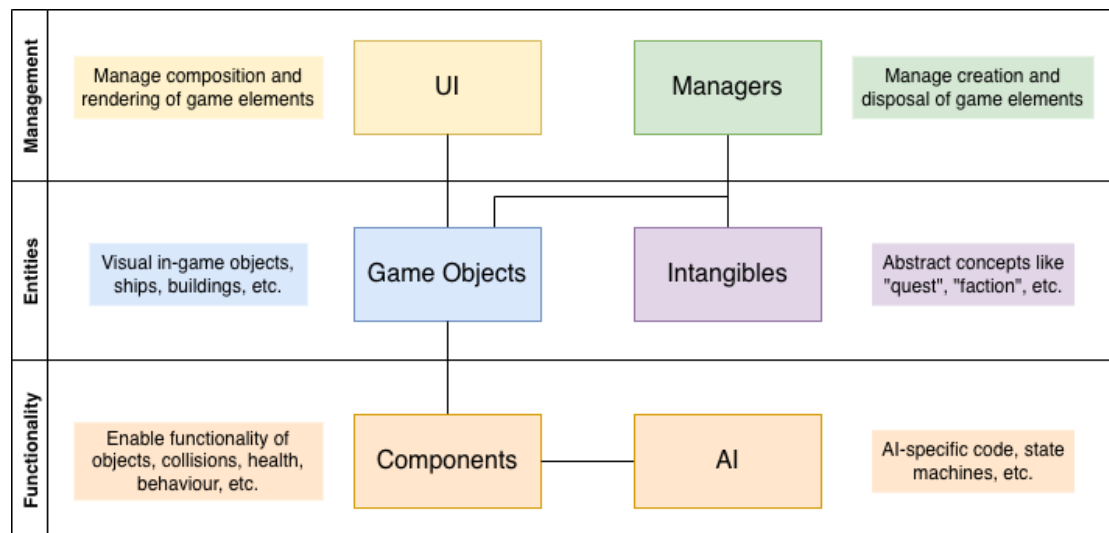 Management
Manage composition and
rendering of game elements
UI
Managers
Manage creation and
disposal of game elements
Entities
Visual in-game objects,
ships, buildings, etc.
Game Objects
Intangibles
Abstract concepts like
"quest", "faction", etc.
Functionality
Enable functionality of
objects, collisions, health,
behaviour, etc.
Components
AI
AI-specific code, state
machines, etc.